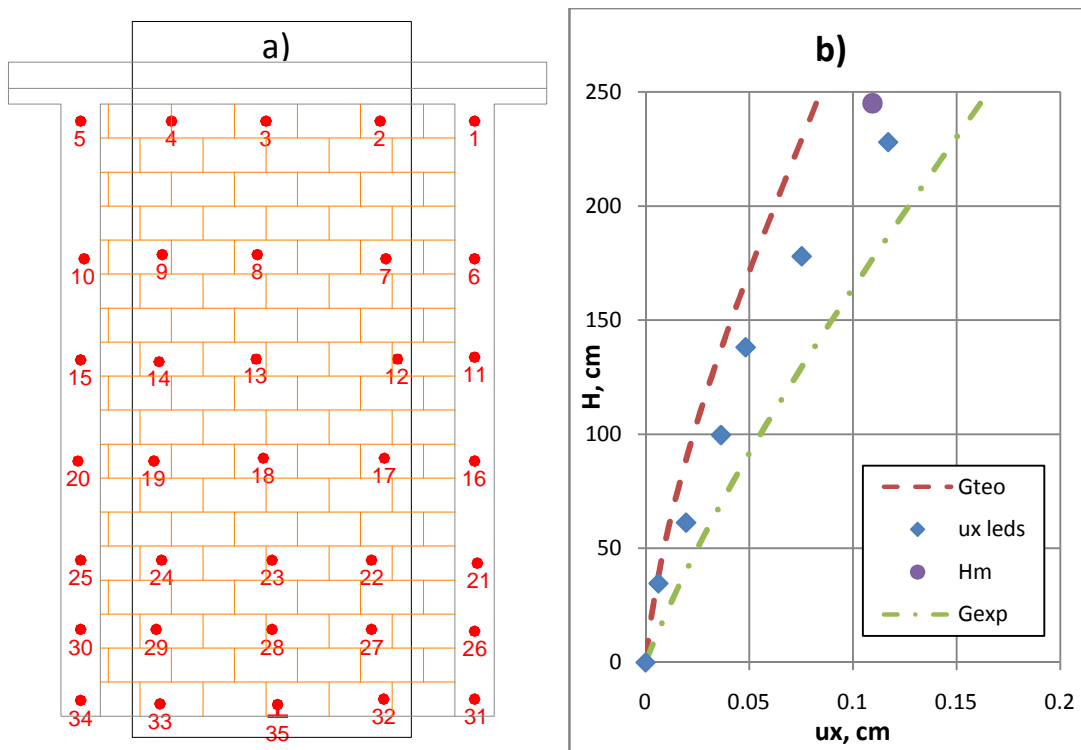 a)
5 4 3 2 1
10 9 8 7 6
15 14 13 12 11
20 19 18 17 16
25 24 23 22 21
30 29 28 27 26
34 33 35 32 31
b)
250
200
150
100
50
0
H, cm
0 0.05 0.1 0.15 0.2
ux, cm
Gteo
ux leds
Hm
Gexp